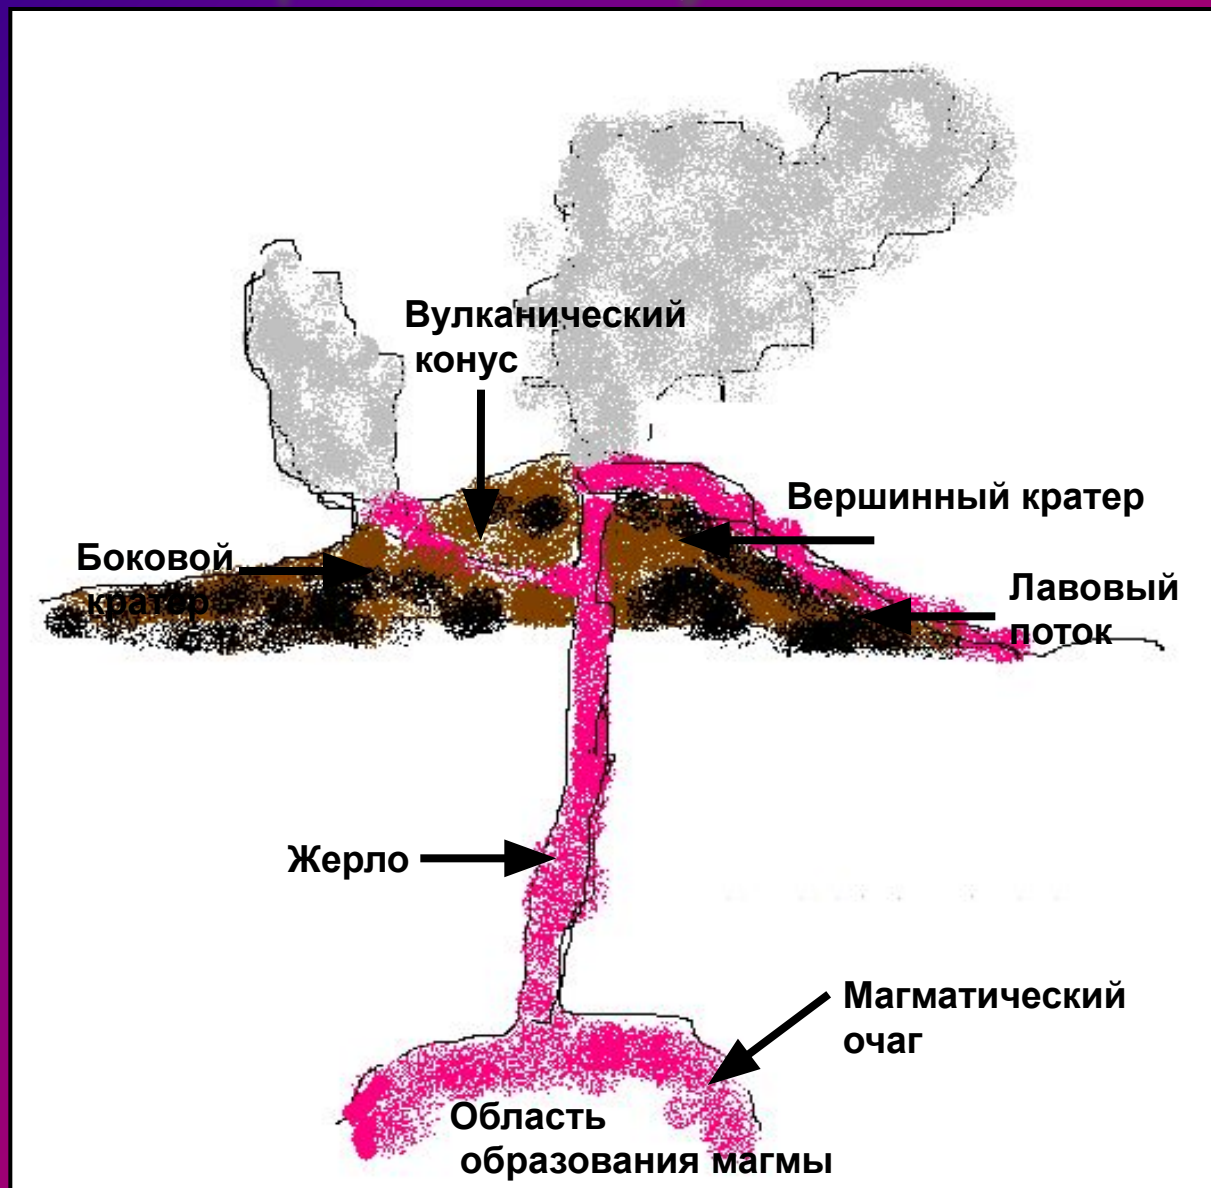 Вулканический
конус
Вершинный кратер
Боковой
кратер
Лавовый
поток
Жерло
Магматический
очаг
Область
образования магмы